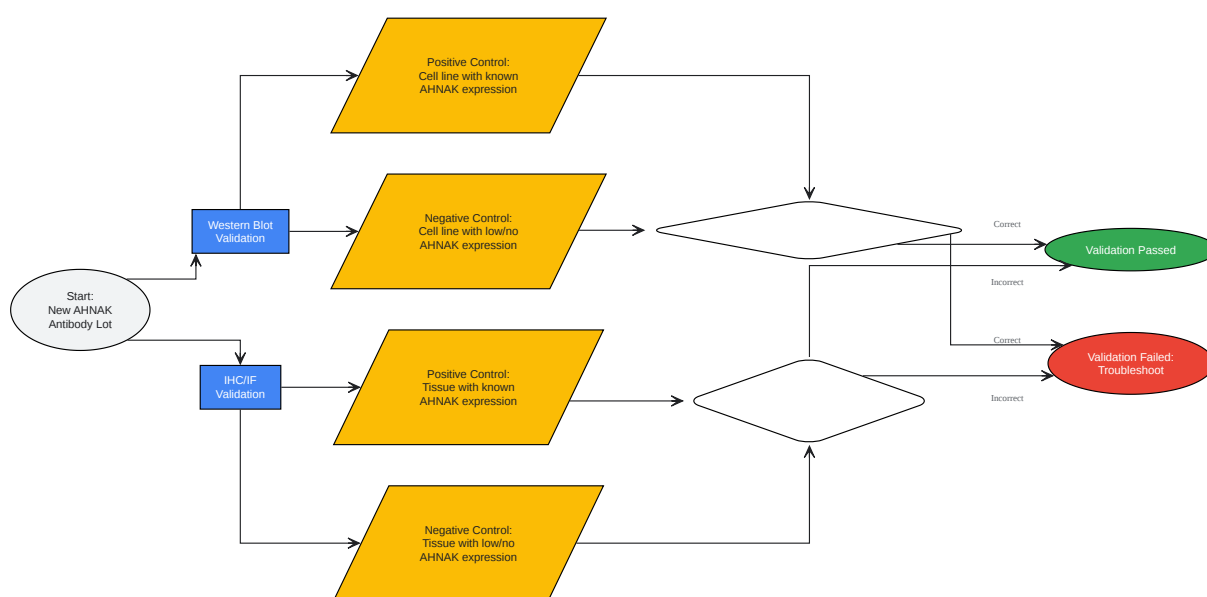 Positive Control:
Cell line with known
AHNAK expression
Western Blot
Validation
Negative Control:
Cell line with low/no
AHNAK expression
Correct
Validation Passed
Start:
New AHNAK
Antibody Lot
Incorrect
IHC/IF
Validation
Positive Control:
Tissue with known
AHNAK expression
Correct
Validation Failed:
Troubleshoot
Incorrect
Negative Control:
Tissue with low/no
AHNAK expression